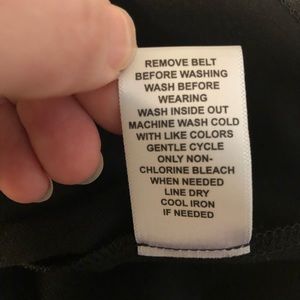 REMOVE BELT
BEFORE WASHING
WASH BEFORE
WEARING
WASH INSIDE OUT
MACHINE WASH COLD
WITH LIKE COLORS
GENTLE CYCLE
ONLY NON-
CHLORINE BLEACH
WHEN NEEDED
LINE DRY
COOL IRON
IF NEEDED